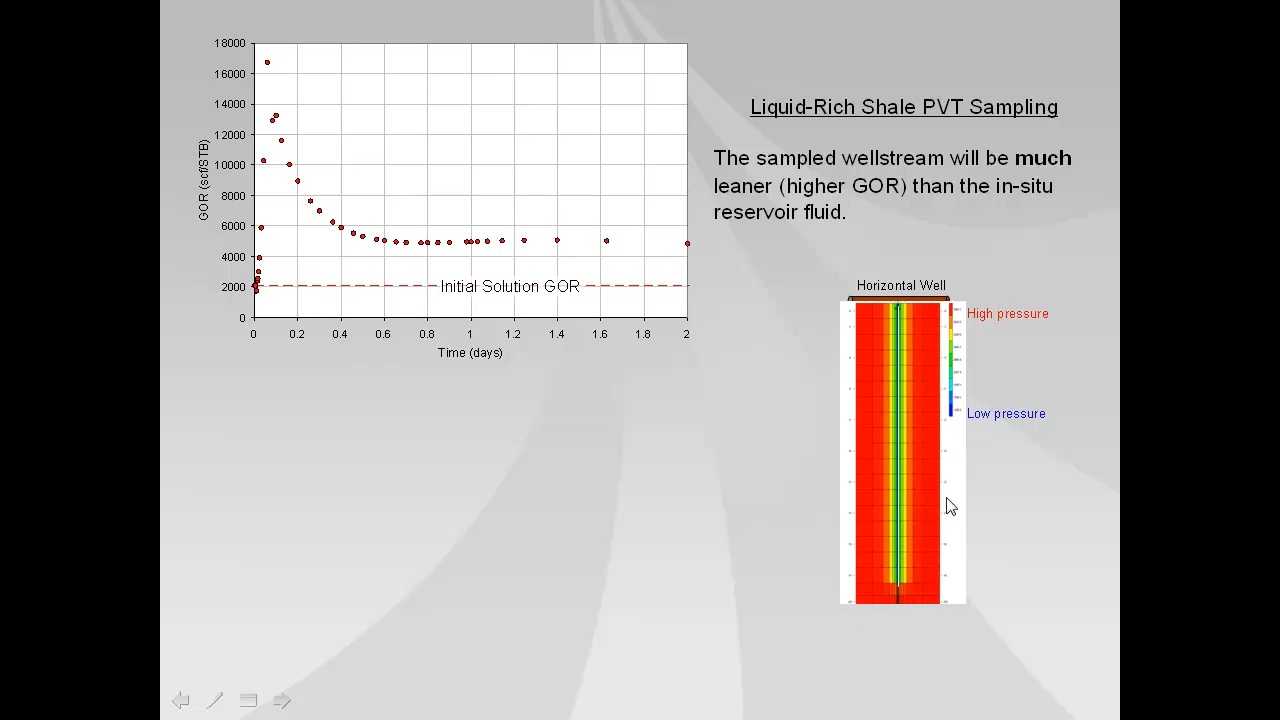 18000
16000
14000
12000
10000
8000
6000
4000
2000
0
GOR (scf/STB)
Initial Solution GOR
0.2 0.4 0.6 0.8 1 1.2 1.4 1.6 1.8 2
Time (days)
Liquid-Rich Shale PVT Sampling
The sampled wellstream will be much
leaner (higher GOR) than the in-situ
reservoir fluid.
Horizontal Well
High pressure
Low pressure